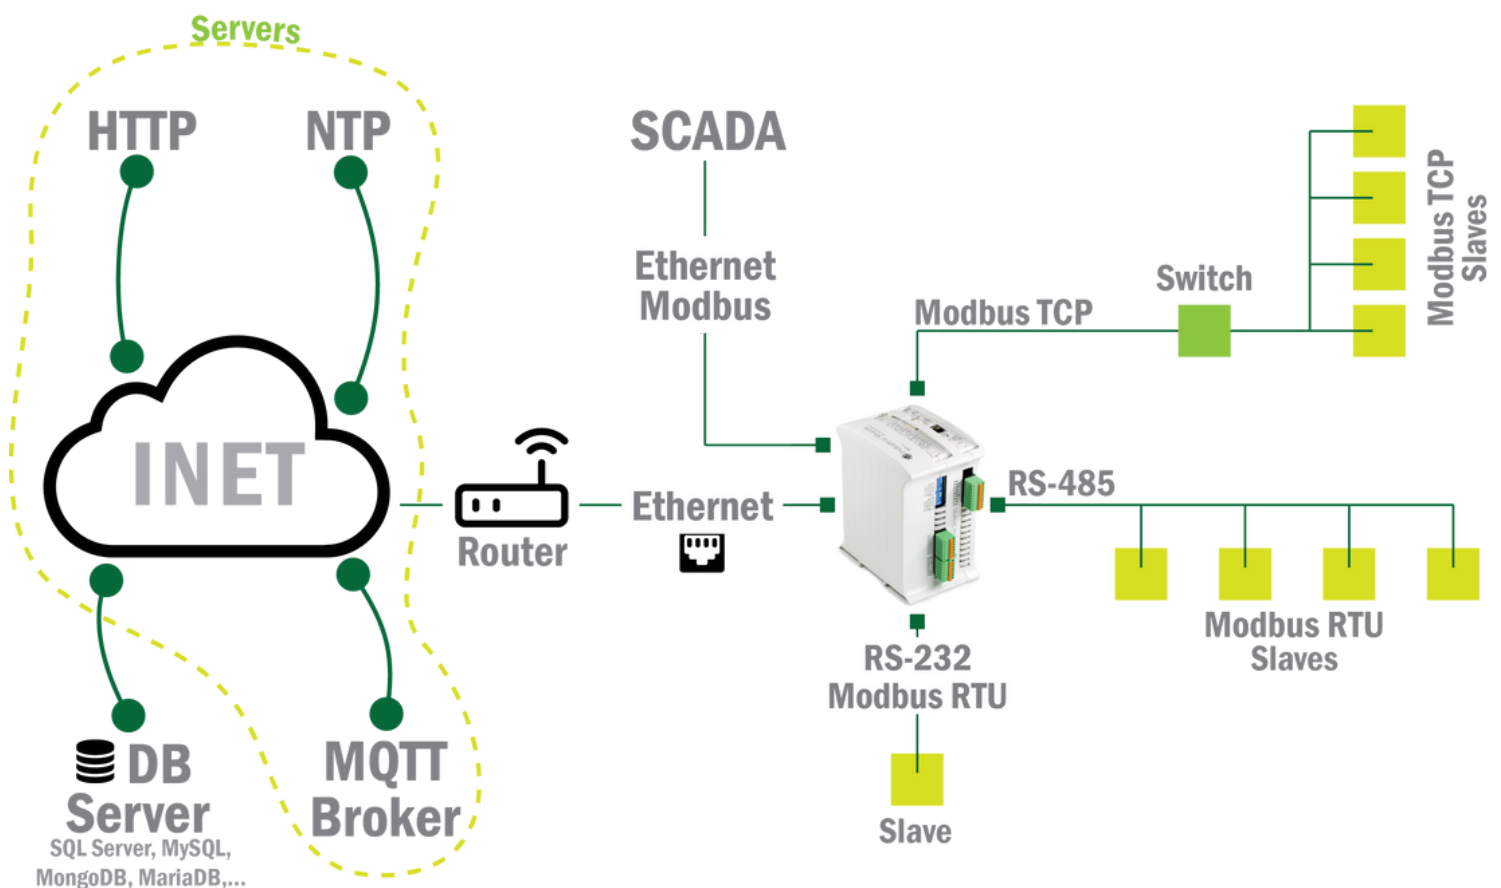 Servers
HTTP
NTP
INET
DB
Server
SQL Server, MySQL,
MongoDB, MariaDB,...
MQTT
Broker
Router
SCADA
Ethernet
Modbus
Ethernet
Modbus TCP
Switch
Modbus TCP
Slaves
RS-485
Modbus RTU
Slaves
RS-232
Modbus RTU
Slave